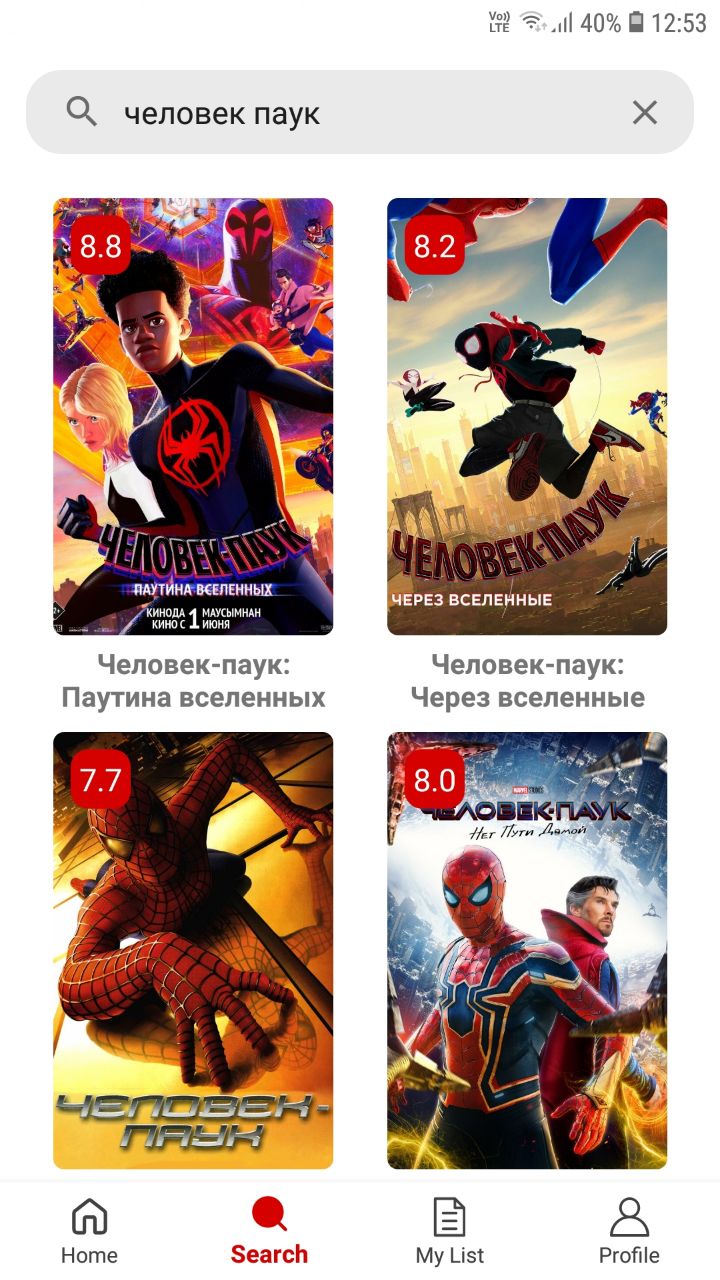 Vo)) LTE 40% 12:53
человек паук
8.8
ЧЕЛОВЕК-ПАУК
ПАУТИНА ВСЕЛЕННЫХ
КИНОДА 1 МАУСЫМНАН
КИНО С 1 ИЮНЯ
Человек-паук:
Паутина вселенных
8.2
ЧЕЛОВЕК-ПАУК
ЧЕРЕЗ ВСЕЛЕННЫЕ
Человек-паук:
Через вселенные
7.7
ЧЕЛОВЕК-
ПАУК
8.0
MARVEL STUDIOS
ЧЕЛОВЕК-ПАУК
Нет Пути Домой
Home
Search
My List
Profile